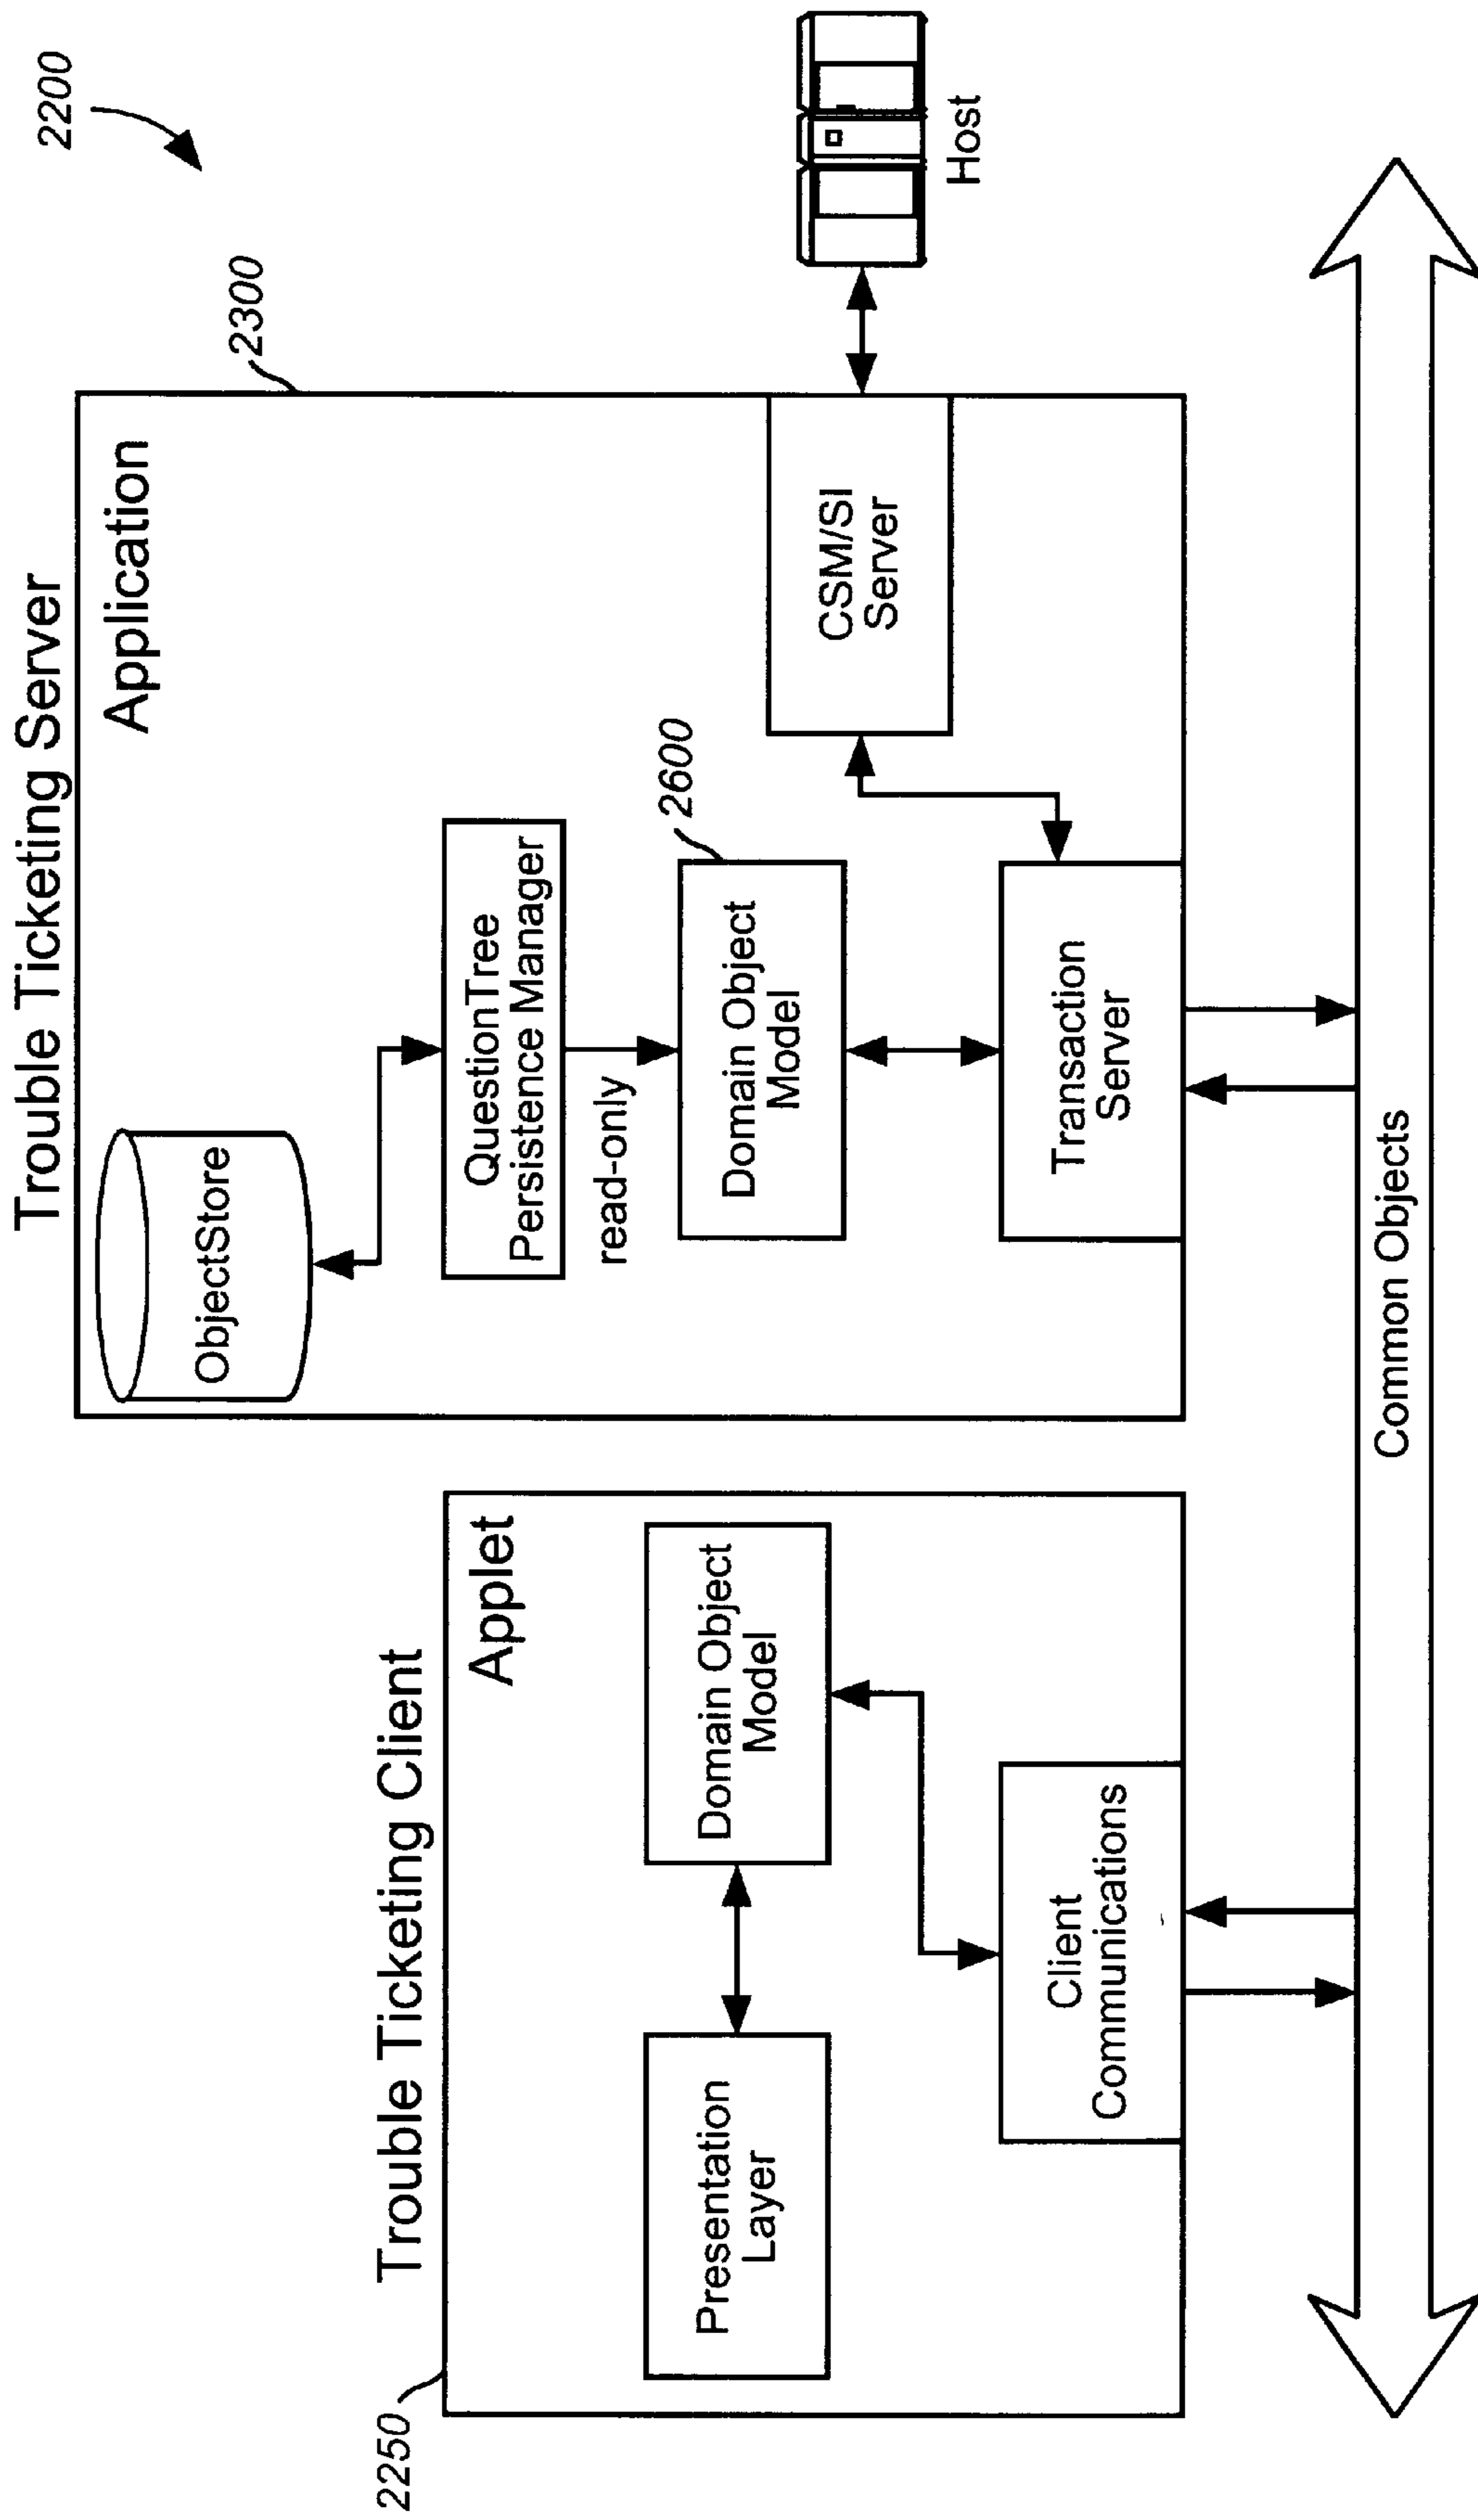 2200
Trouble Ticketing Server
2300
Application
ObjectStore
QuestionTree
Persistence Manager
read-only
2600
Domain Object
Model
CSM/SI
Server
Host
Transaction
Server
Trouble Ticketing Client
2250
Applet
Presentation
Layer
Domain Object
Model
Client
Communications
Common Objects